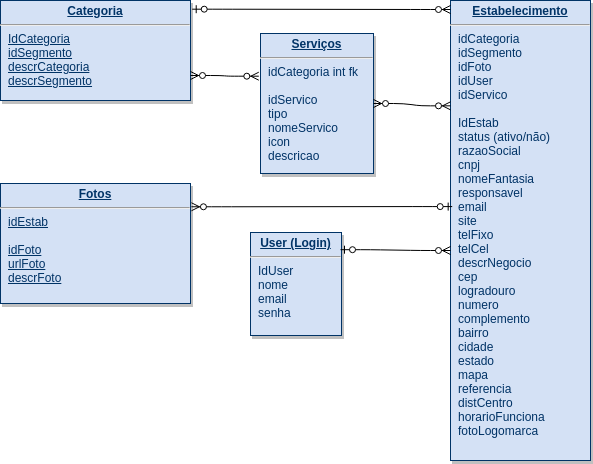 Categoria
IdCategoria
idSegmento
descrCategoria
descrSegmento
Serviços
idCategoria int fk
idServico
tipo
nomeServico
icon
descricao
Fotos
idEstab
idFoto
urlFoto
descrFoto
User (Login)
IdUser
nome
email
senha
Estabelecimento
idCategoria
idSegmento
idFoto
idUser
idServico
IdEstab
status (ativo/não)
razaoSocial
cnpj
nomeFantasia
responsavel
email
site
telFixo
telCel
descrNegocio
cep
logradouro
numero
complemento
bairro
cidade
estado
mapa
referencia
distCentro
horarioFunciona
fotoLogomarca